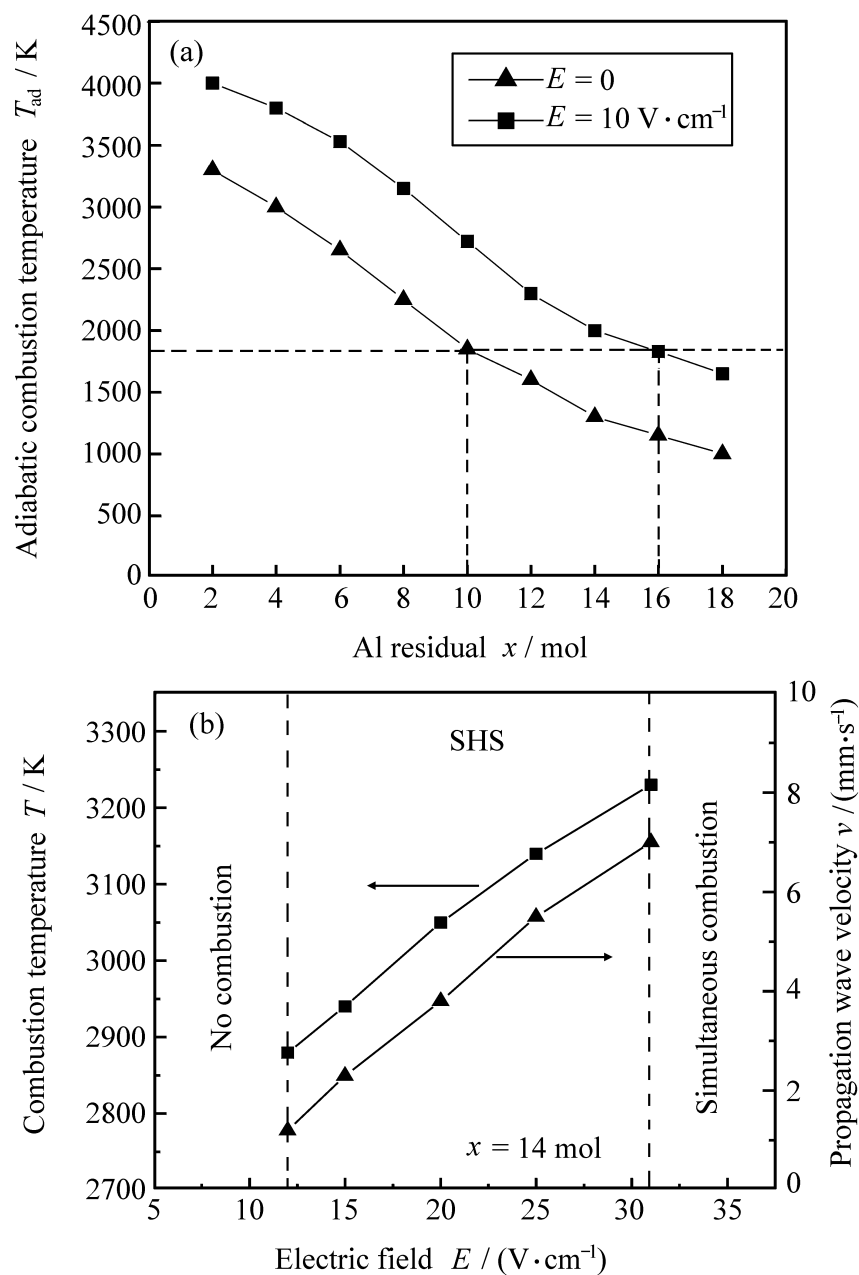 (a)
E = 0
E = 10 V·cm⁻¹
Adiabatic combustion temperature T_ad / K
4500
4000
3500
3000
2500
2000
1500
1000
500
0
0 2 4 6 8 10 12 14 16 18 20
Al residual x / mol
(b)
SHS
No combustion
Simultaneous combustion
x = 14 mol
Combustion temperature T / K
3300
3200
3100
3000
2900
2800
2700
10
8
6
4
2
0
Propagation wave velocity v / (mm·s⁻¹)
5 10 15 20 25 30 35
Electric field E / (V·cm⁻¹)